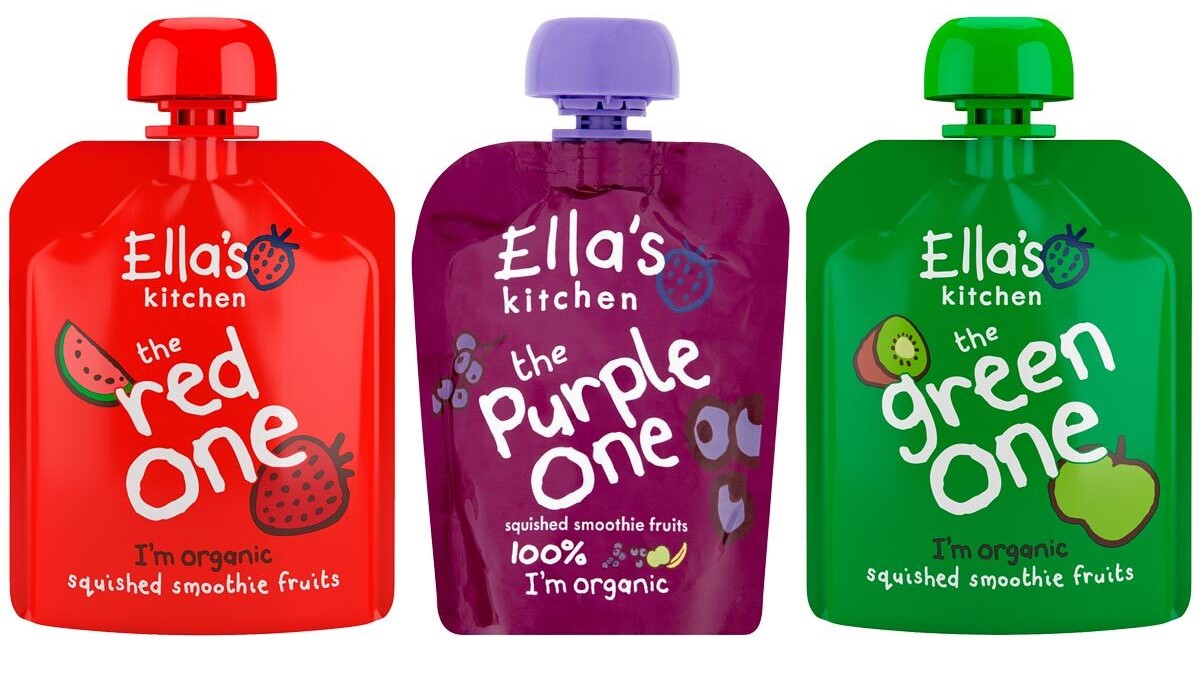 Ella's
kitchen
the
red
one
I'm organic
squished smoothie fruits
Ella's
kitchen
the
purple
one
squished smoothie fruits
100%
I'm organic
Ella's
kitchen
the
green
one
I'm organic
squished smoothie fruits